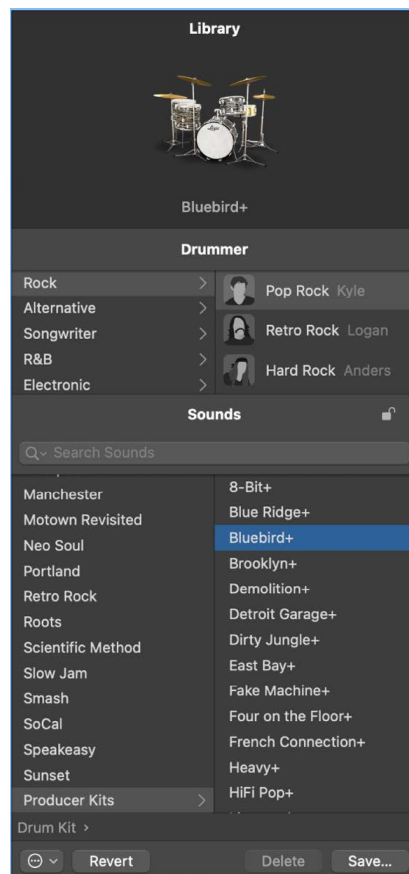 Library
Bluebird+
Drummer
Rock
Alternative
Songwriter
R&B
Electronic
Pop Rock Kyle
Retro Rock Logan
Hard Rock Anders
Sounds
Search Sounds
Manchester
Motown Revisited
Neo Soul
Portland
Retro Rock
Roots
Scientific Method
Slow Jam
Smash
SoCal
Speakeasy
Sunset
Producer Kits
8-Bit+
Blue Ridge+
Bluebird+
Brooklyn+
Demolition+
Detroit Garage+
Dirty Jungle+
East Bay+
Fake Machine+
Four on the Floor+
French Connection+
Heavy+
HiFi Pop+
Drum Kit ›
Revert
Delete
Save...